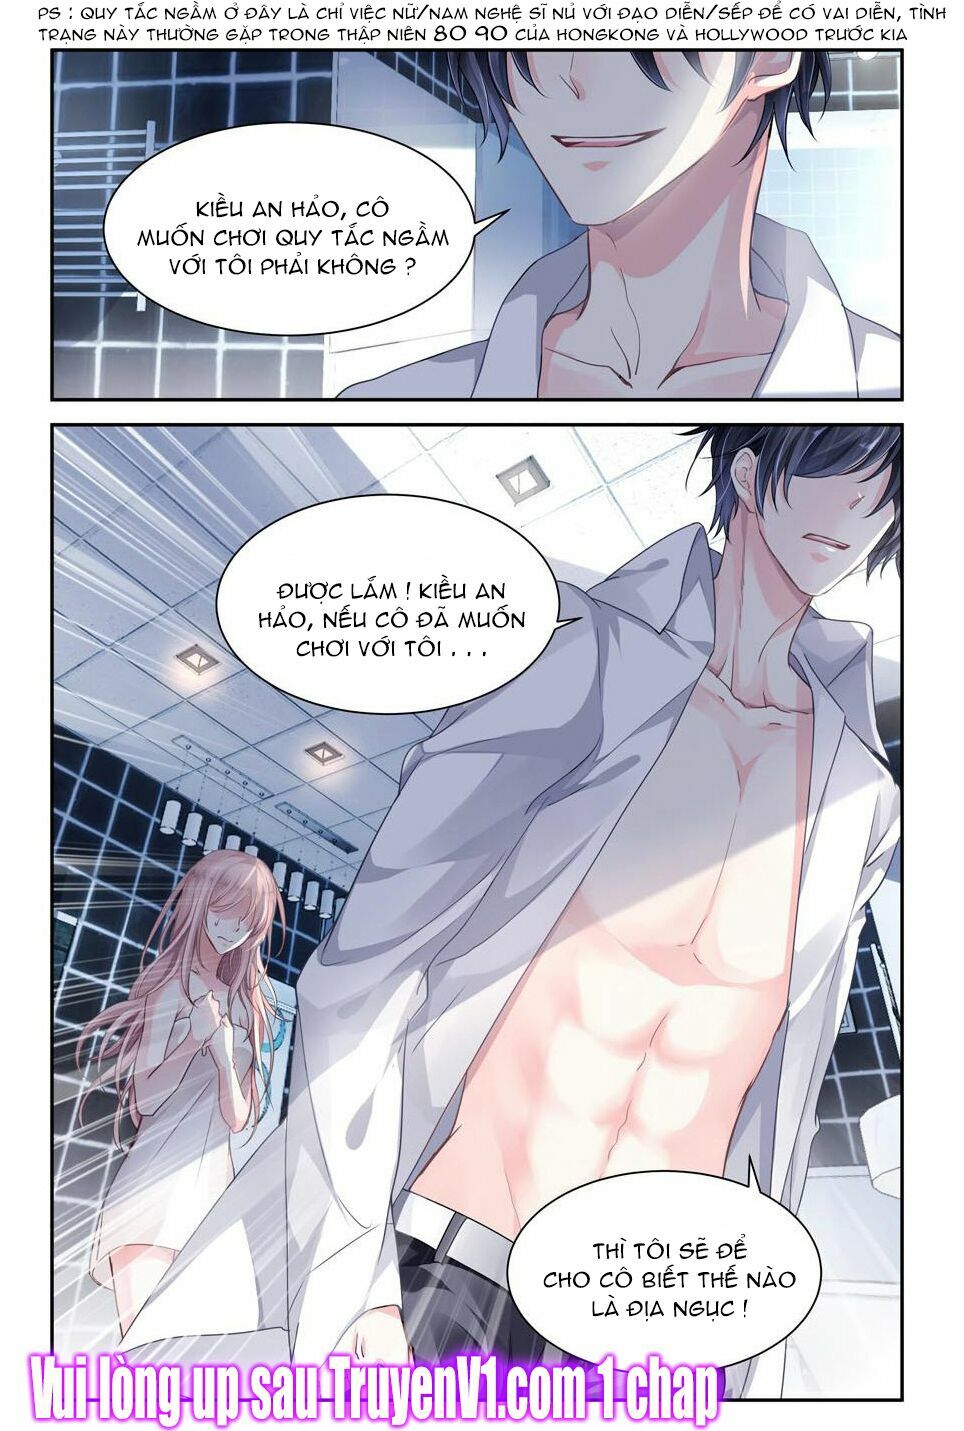 PS : QUY TẮC NGẦM Ở ĐÂY LÀ CHỈ VIỆC NỮ/NAM NGHỆ SĨ NỦ VỚI ĐẠO DIỄN/SẾP ĐỂ CÓ VAI DIỄN, TÌNH
TRẠNG NÀY THƯỜNG GẶP TRONG THẬP NIÊN 80 90 CỦA HONGKONG VÀ HOLLYWOOD TRƯỚC KIA
KIỀU AN HẢO, CÔ
MUỐN CHƠI QUY TẮC NGẦM
VỚI TÔI PHẢI KHÔNG ?
ĐƯỢC LẮM ! KIỀU AN
HẢO, NẾU CÔ ĐÃ MUỐN
CHƠI VỚI TÔI . . .
THÌ TÔI SẼ ĐỂ
CHO CÔ BIẾT THẾ NÀO
LÀ ĐỊA NGỤC !
Vui lòng up sau TruyenV1.com 1 chap